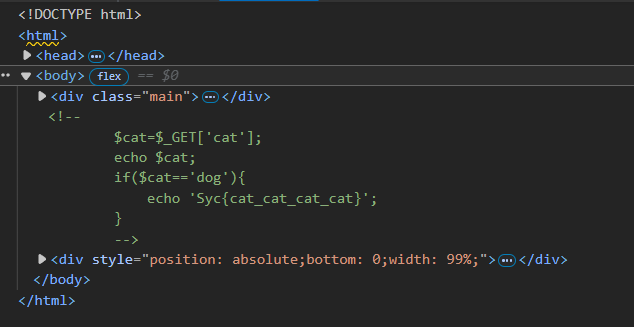 <!DOCTYPE html>
<html>
<head>…</head>
<body> flex == $0
<div class="main">…</div>
<!--
$cat=$_GET['cat'];
echo $cat;
if($cat=='dog'){
echo 'Syc{cat_cat_cat_cat}';
}
-->
<div style="position: absolute;bottom: 0;width: 99%;">…</div>
</body>
</html>